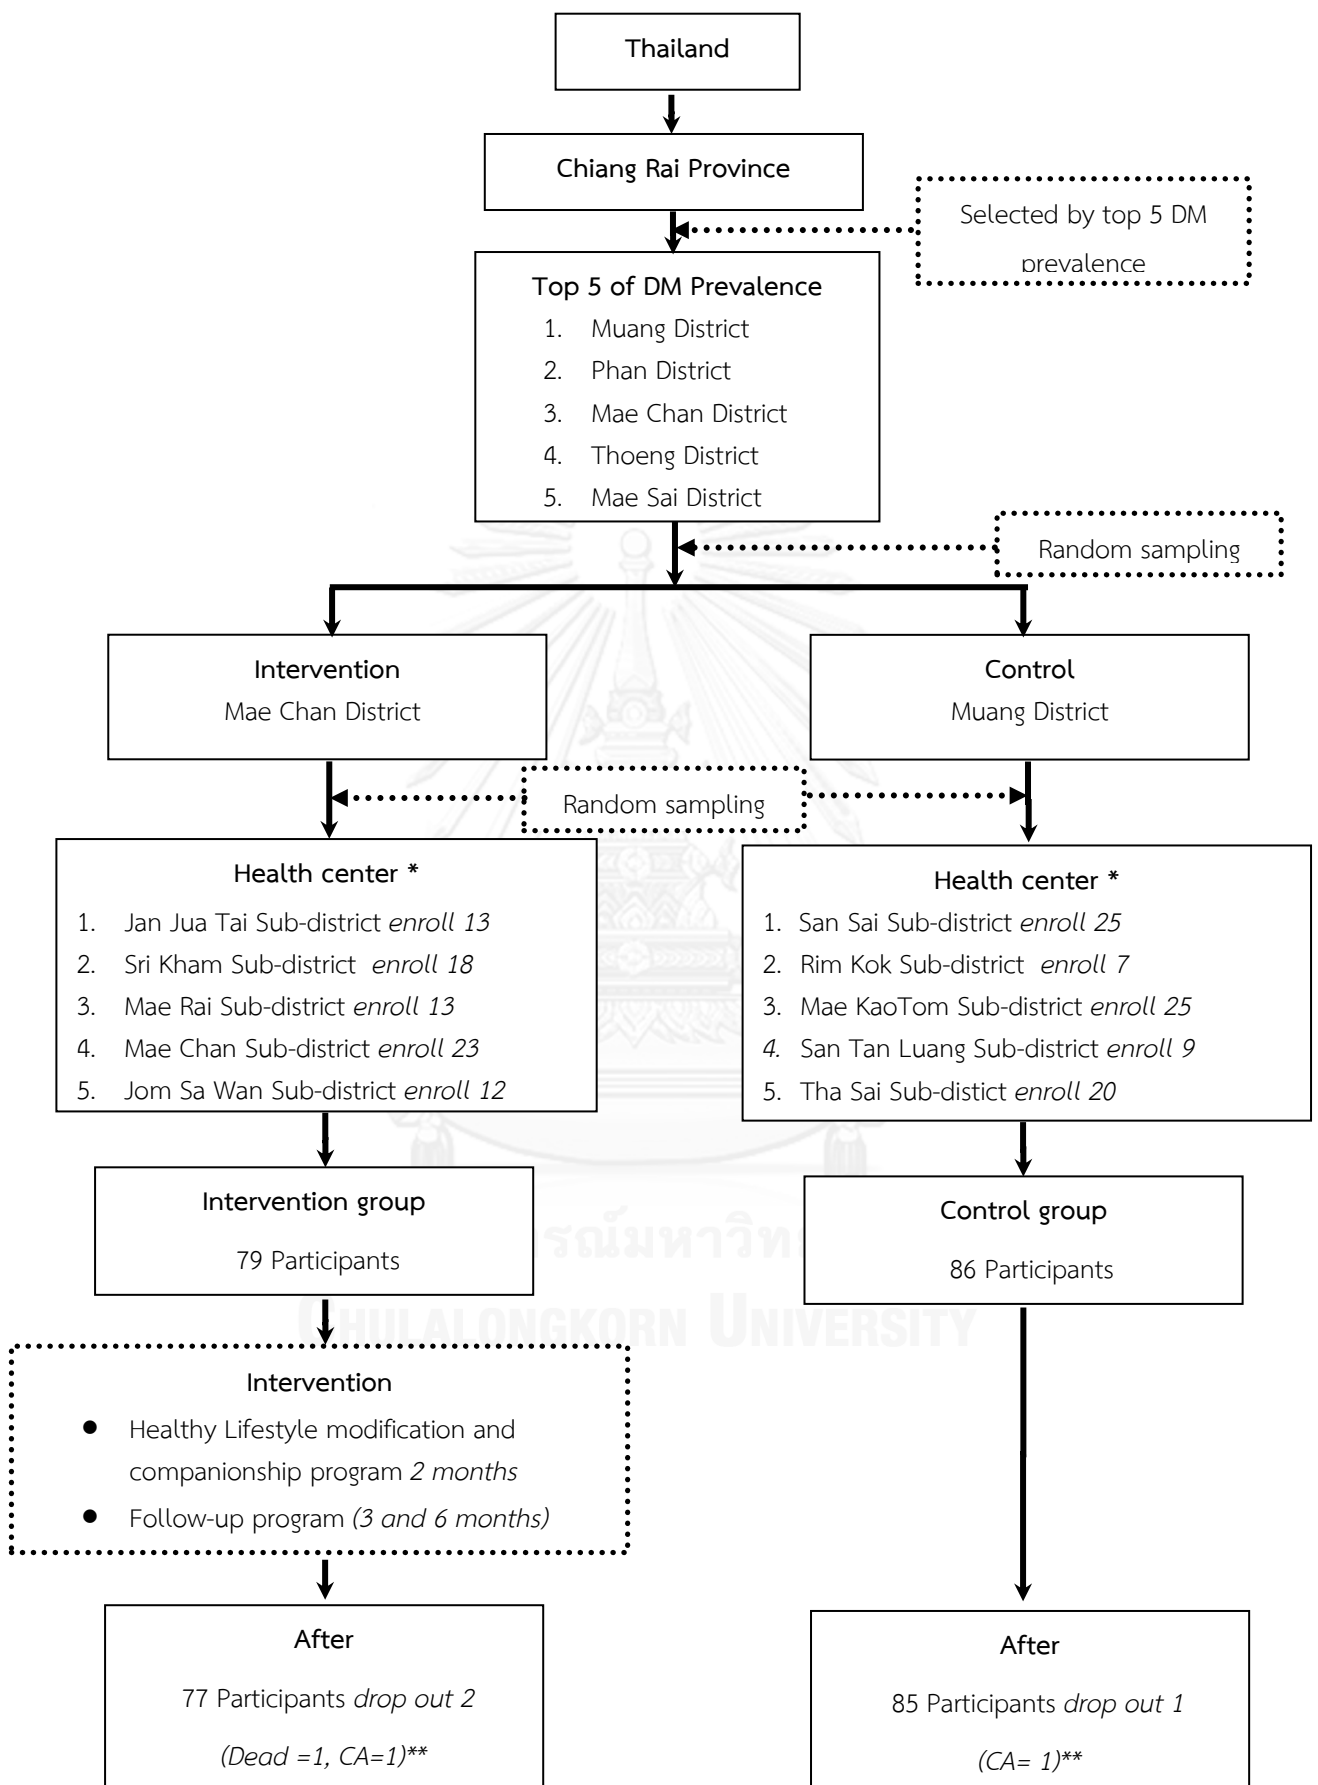 Thailand
Chiang Rai Province
Selected by top 5 DM
prevalence
Top 5 of DM Prevalence
1. Muang District
2. Phan District
3. Mae Chan District
4. Thoeng District
5. Mae Sai District
Random sampling
Intervention
Mae Chan District
Control
Muang District
Random sampling
Health center *
1. Jan Jua Tai Sub-district enroll 13
2. Sri Kham Sub-district enroll 18
3. Mae Rai Sub-district enroll 13
4. Mae Chan Sub-district enroll 23
5. Jom Sa Wan Sub-district enroll 12
Health center *
1. San Sai Sub-district enroll 25
2. Rim Kok Sub-district enroll 7
3. Mae KaoTom Sub-district enroll 25
4. San Tan Luang Sub-district enroll 9
5. Tha Sai Sub-distict enroll 20
Intervention group
79 Participants
Control group
86 Participants
CHULALONGKORN UNIVERSITY
Intervention
● Healthy Lifestyle modification and
companionship program 2 months
● Follow-up program (3 and 6 months)
After
77 Participants drop out 2
(Dead =1, CA=1)**
After
85 Participants drop out 1
(CA= 1)**